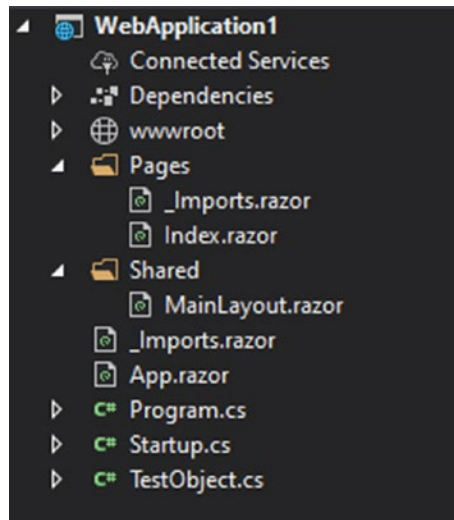 WebApplication1
Connected Services
Dependencies
wwwroot
Pages
_Imports.razor
Index.razor
Shared
MainLayout.razor
_Imports.razor
App.razor
C# Program.cs
C# Startup.cs
C# TestObject.cs